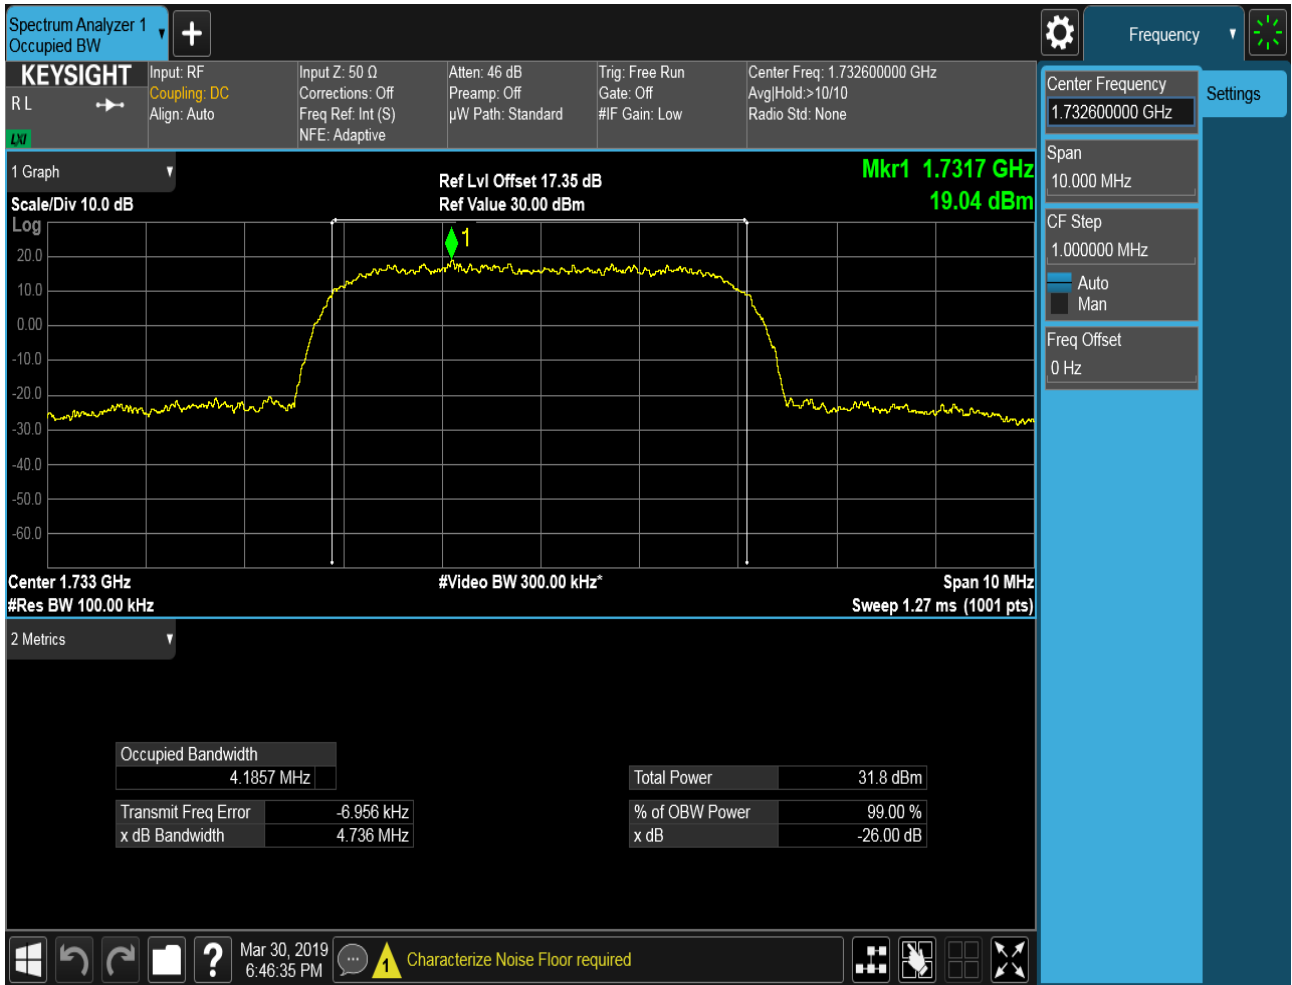 Spectrum Analyzer 1
Occupied BW
Frequency
KEYSIGHT
R L
LXI
Input: RF
Coupling: DC
Align: Auto
Input Z: 50 Ω
Corrections: Off
Freq Ref: Int (S)
NFE: Adaptive
Atten: 46 dB
Preamp: Off
µW Path: Standard
Trig: Free Run
Gate: Off
#IF Gain: Low
Center Freq: 1.732600000 GHz
Avg|Hold:>10/10
Radio Std: None
Center Frequency
1.732600000 GHz
Settings
Span
10.000 MHz
CF Step
1.000000 MHz
Auto
Man
Freq Offset
0 Hz
1 Graph
Scale/Div 10.0 dB
Log
Ref Lvl Offset 17.35 dB
Ref Value 30.00 dBm
Mkr1 1.7317 GHz
19.04 dBm
1
20.0
10.0
0.00
-10.0
-20.0
-30.0
-40.0
-50.0
-60.0
Center 1.733 GHz
#Video BW 300.00 kHz*
Span 10 MHz
#Res BW 100.00 kHz
Sweep 1.27 ms (1001 pts)
2 Metrics
Occupied Bandwidth
4.1857 MHz
Transmit Freq Error -6.956 kHz
x dB Bandwidth 4.736 MHz
Total Power 31.8 dBm
% of OBW Power 99.00 %
x dB -26.00 dB
?
Mar 30, 2019
6:46:35 PM
1
Characterize Noise Floor required